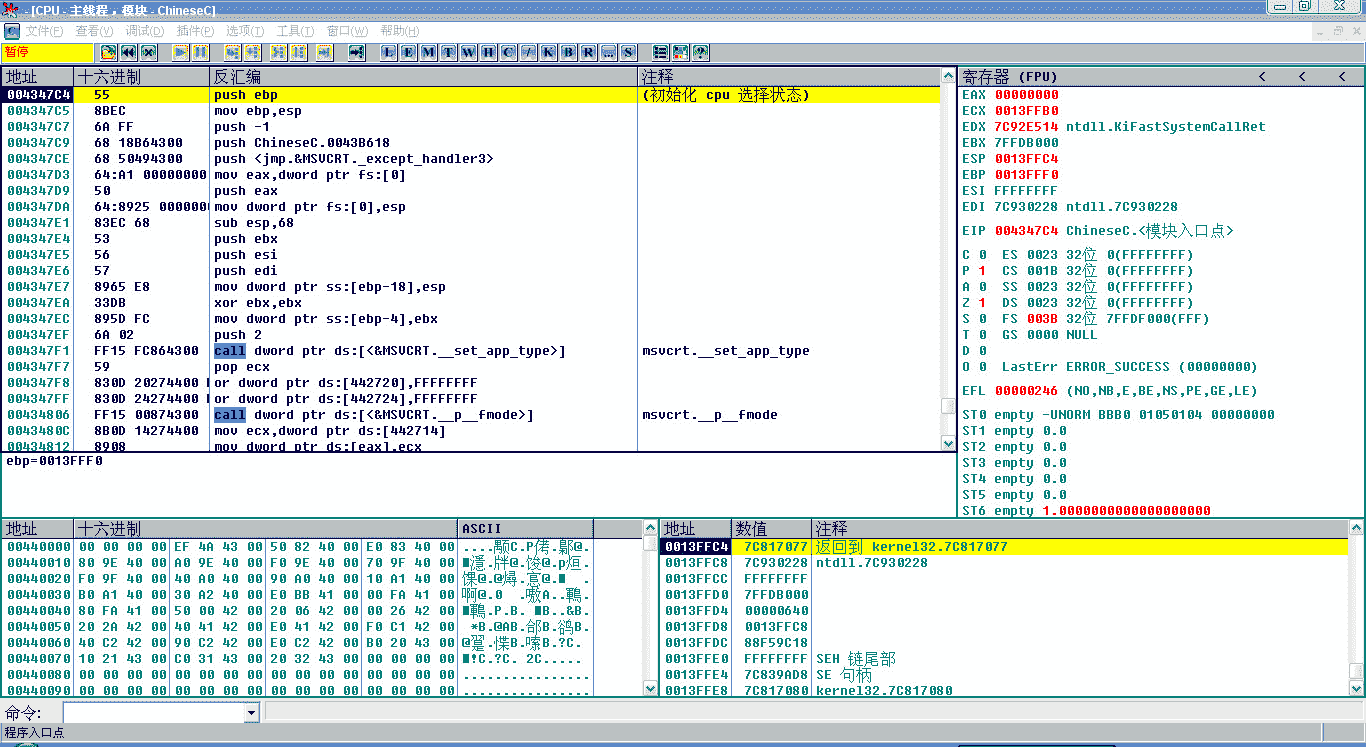 - [CPU - 主线程, 模块 - ChineseC]
文件(F) 查看(V) 调试(D) 插件(P) 选项(T) 工具(T) 窗口(W) 帮助(H)
暂停 L E M T W H C / K B R ... S
地址 十六进制 反汇编 注释
004347C4 55 push ebp (初始化 cpu 选择状态)
004347C5 8BEC mov ebp,esp
004347C7 6A FF push -1
004347C9 68 18B64300 push ChineseC.0043B618
004347CE 68 50494300 push <jmp.&MSVCRT._except_handler3>
004347D3 64:A1 00000000 mov eax,dword ptr fs:[0]
004347D9 50 push eax
004347DA 64:8925 0000000 mov dword ptr fs:[0],esp
004347E1 83EC 68 sub esp,68
004347E4 53 push ebx
004347E5 56 push esi
004347E6 57 push edi
004347E7 8965 E8 mov dword ptr ss:[ebp-18],esp
004347EA 33DB xor ebx,ebx
004347EC 895D FC mov dword ptr ss:[ebp-4],ebx
004347EF 6A 02 push 2
004347F1 FF15 FC864300 call dword ptr ds:[<&MSVCRT.__set_app_type>] msvcrt.__set_app_type
004347F7 59 pop ecx
004347F8 830D 20274400 or dword ptr ds:[442720],FFFFFFFF
004347FF 830D 24274400 or dword ptr ds:[442724],FFFFFFFF
00434806 FF15 00874300 call dword ptr ds:[<&MSVCRT.__p__fmode>] msvcrt.__p__fmode
0043480C 8B0D 14274400 mov ecx,dword ptr ds:[442714]
00434812 8908 mov dword ptr ds:[eax],ecx
ebp=0013FFF0
寄存器 (FPU) < < <
EAX 00000000
ECX 0013FFB0
EDX 7C92E514 ntdll.KiFastSystemCallRet
EBX 7FFDB000
ESP 0013FFC4
EBP 0013FFF0
ESI FFFFFFFF
EDI 7C930228 ntdll.7C930228
EIP 004347C4 ChineseC.<模块入口点>
C 0 ES 0023 32位 0(FFFFFFFF)
P 1 CS 001B 32位 0(FFFFFFFF)
A 0 SS 0023 32位 0(FFFFFFFF)
Z 1 DS 0023 32位 0(FFFFFFFF)
S 0 FS 003B 32位 7FFDF000(FFF)
T 0 GS 0000 NULL
D 0
O 0 LastErr ERROR_SUCCESS (00000000)
EFL 00000246 (NO,NB,E,BE,NS,PE,GE,LE)
ST0 empty -UNORM BBB0 01050104 00000000
ST1 empty 0.0
ST2 empty 0.0
ST3 empty 0.0
ST4 empty 0.0
ST5 empty 0.0
ST6 empty 1.0000000000000000000
地址 十六进制 ASCII
00440000 00 00 00 00 EF 4A 43 00 50 82 40 00 E0 83 40 00
00440010 80 9E 40 00 A0 9E 40 00 F0 9E 40 00 70 9F 40 00
00440020 F0 9F 40 00 40 A0 40 00 90 A0 40 00 10 A1 40 00
00440030 B0 A1 40 00 30 A2 40 00 E0 BB 41 00 00 FA 41 00
00440040 80 FA 41 00 50 00 42 00 20 06 42 00 00 26 42 00
00440050 20 2A 42 00 40 41 42 00 E0 41 42 00 F0 C1 42 00
00440060 40 C2 42 00 90 C2 42 00 E0 C2 42 00 B0 20 43 00
00440070 10 21 43 00 C0 31 43 00 20 32 43 00 00 00 00 00
00440080 00 00 00 00 00 00 00 00 00 00 00 00 00 00 00 00 ................
00440090 00 00 00 00 00 00 00 00 00 00 00 00 00 00 00 00 ................
地址 数值 注释
0013FFC4 7C817077 返回到 kernel32.7C817077
0013FFC8 7C930228 ntdll.7C930228
0013FFCC FFFFFFFF
0013FFD0 7FFDB000
0013FFD4 00000640
0013FFD8 0013FFC8
0013FFDC 88F59C18
0013FFE0 FFFFFFFF SEH 链尾部
0013FFE4 7C839AD8 SE 句柄
0013FFE8 7C817080 kernel32.7C817080
命令:
程序入口点